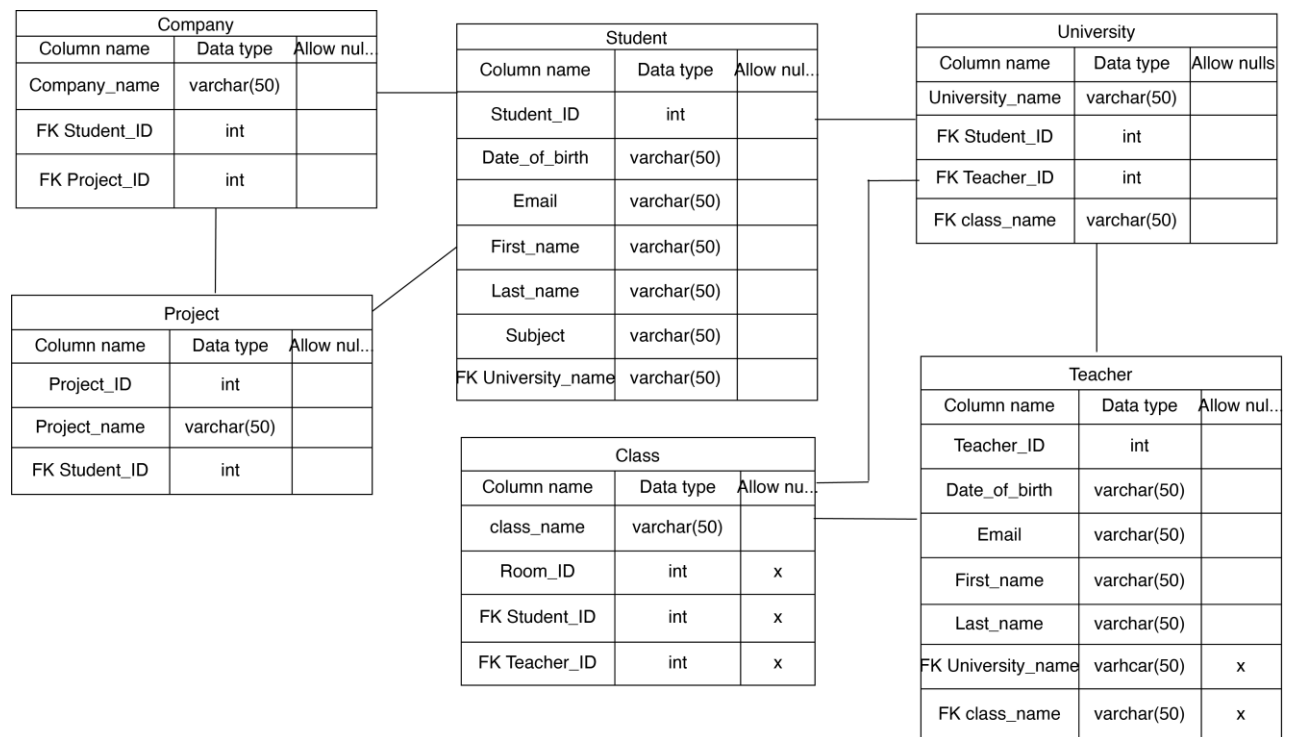 Company
Column name Data type Allow nul...
Company_name varchar(50)
FK Student_ID int
FK Project_ID int
Student
Column name Data type Allow nul...
Student_ID int
Date_of_birth varchar(50)
Email varchar(50)
First_name varchar(50)
Last_name varchar(50)
Subject varchar(50)
FK University_name varchar(50)
University
Column name Data type Allow nulls
University_name varchar(50)
FK Student_ID int
FK Teacher_ID int
FK class_name varchar(50)
Project
Column name Data type Allow nul...
Project_ID int
Project_name varchar(50)
FK Student_ID int
Class
Column name Data type Allow nu...
class_name varchar(50)
Room_ID int x
FK Student_ID int x
FK Teacher_ID int x
Teacher
Column name Data type Allow nul...
Teacher_ID int
Date_of_birth varchar(50)
Email varchar(50)
First_name varchar(50)
Last_name varchar(50)
FK University_name varhcar(50) x
FK class_name varchar(50) x